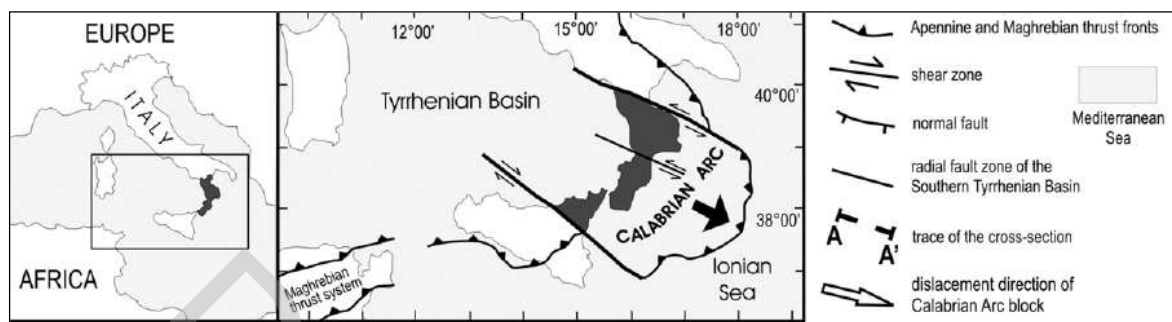 EUROPE
ITALY
AFRICA
12°00'
15°00'
18°00'
40°00'
38°00'
Tyrrhenian Basin
CALABRIAN ARC
Ionian
Sea
Maghrebian
thrust system
Apennine and Maghrebian thrust fronts
shear zone
normal fault
radial fault zone of the
Southern Tyrrhenian Basin
A A'
trace of the cross-section
dislacement direction of
Calabrian Arc block
Mediterranean
Sea